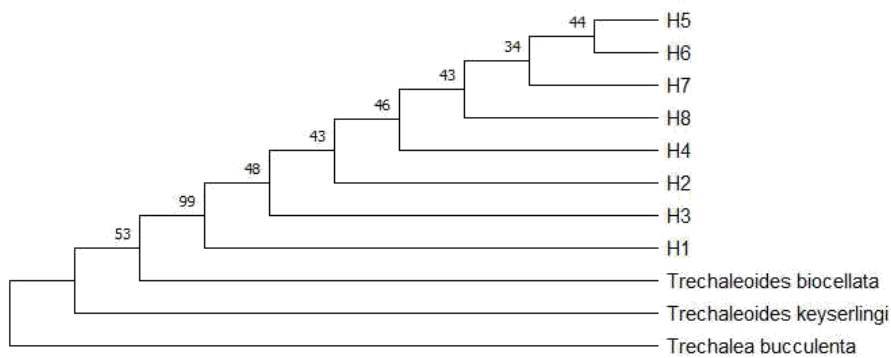 H5
44
H6
34
H7
43
H8
46
H4
43
H2
48
H3
99
H1
53
Trechaleoides biocellata
Trechaleoides keyserlingi
Trechalea bucculenta